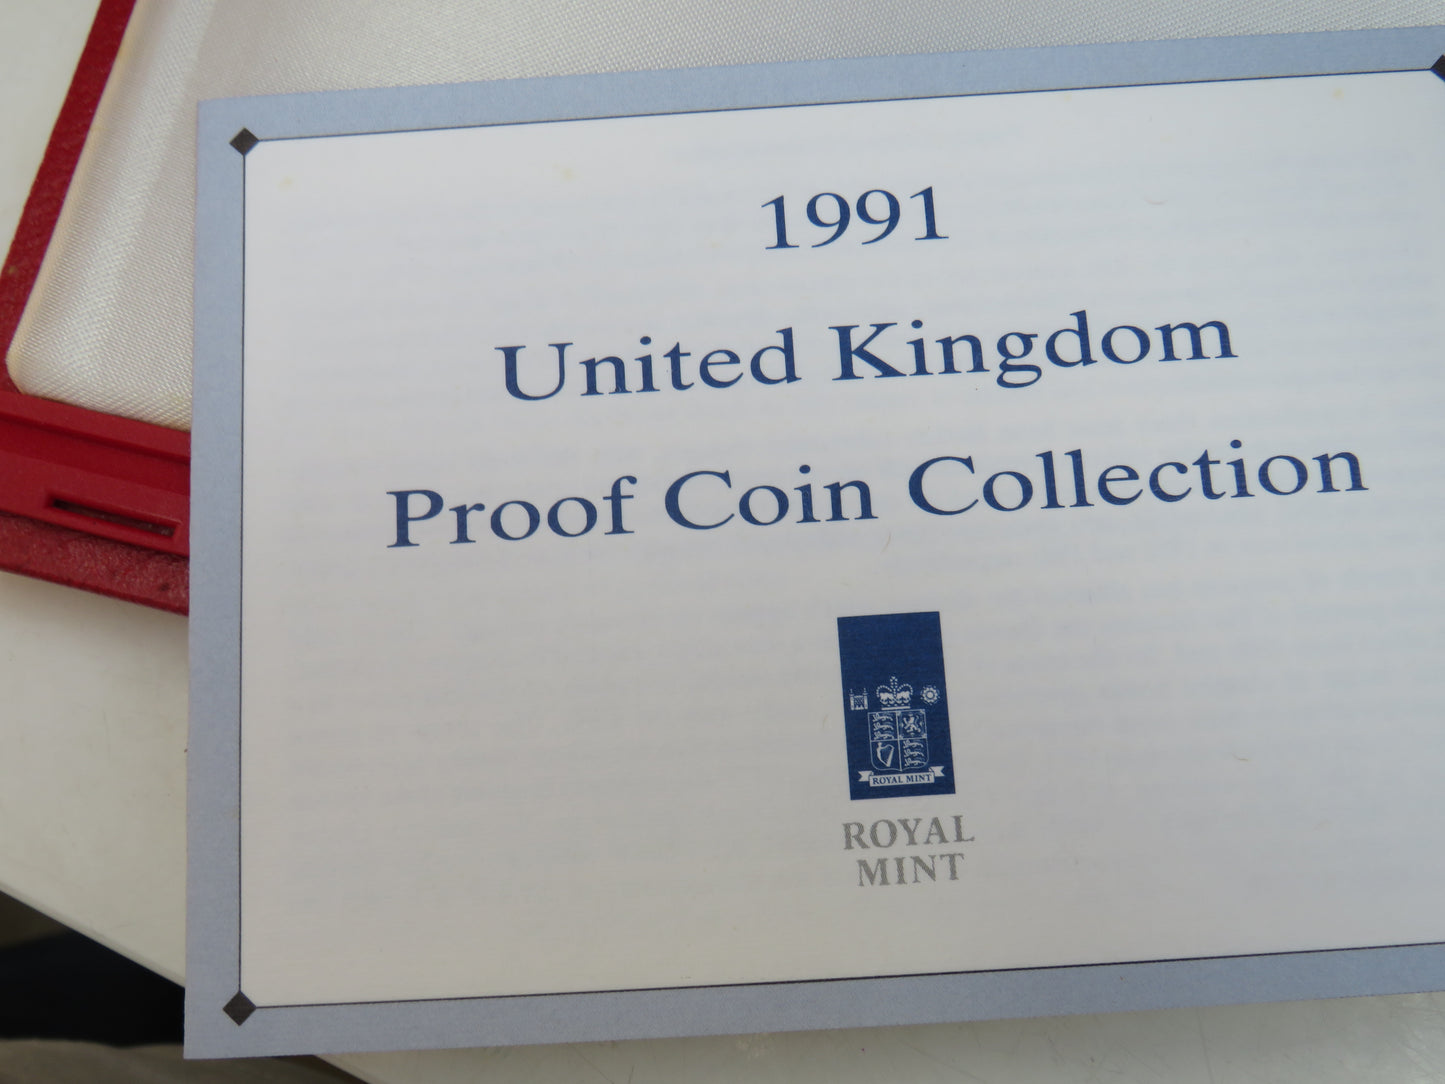 1991
United Kingdom
Proof Coin Collection
ROYAL MINT
ROYAL
MINT